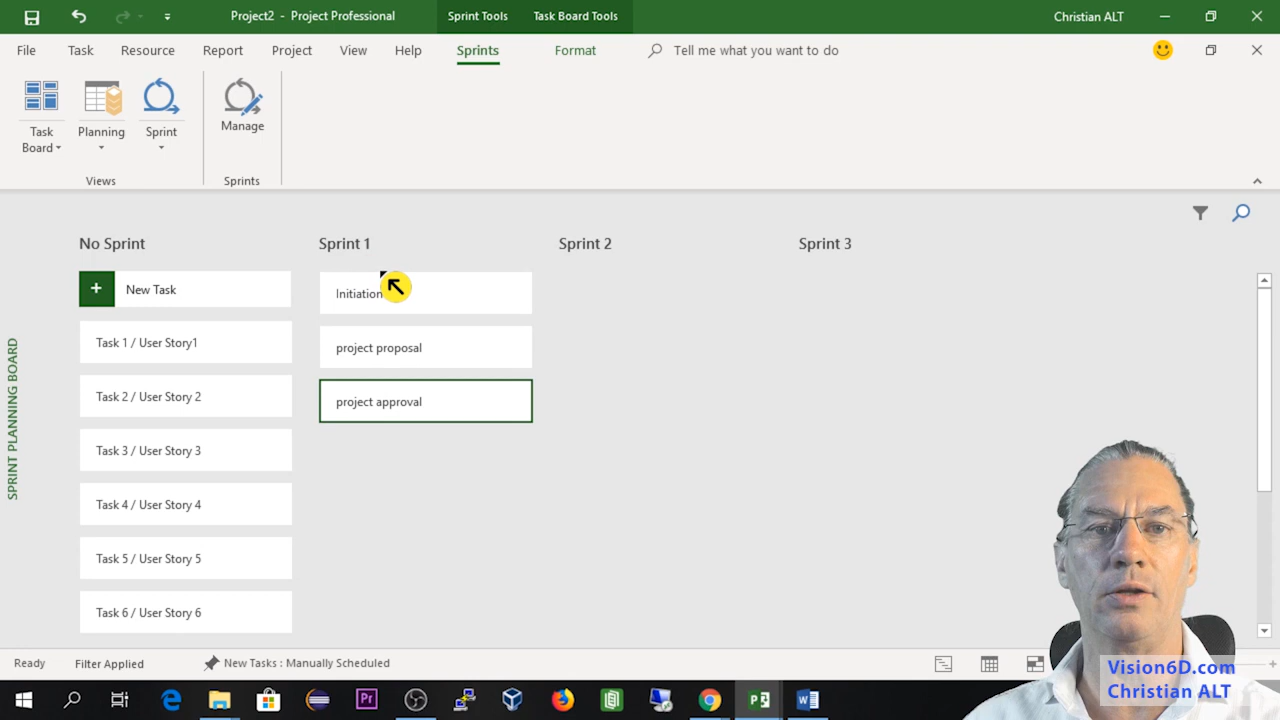 Project2 - Project Professional
Sprint Tools
Task Board Tools
Christian ALT
File
Task
Resource
Report
Project
View
Help
Sprints
Format
Tell me what you want to do
Task
Board
Planning
Sprint
Manage
Views
Sprints
SPRINT PLANNING BOARD
No Sprint
Sprint 1
Sprint 2
Sprint 3
New Task
Initiation
Task 1 / User Story1
project proposal
Task 2 / User Story 2
project approval
Task 3 / User Story 3
Task 4 / User Story 4
Task 5 / User Story 5
Task 6 / User Story 6
Ready
Filter Applied
New Tasks : Manually Scheduled
Vision6D.com
Christian ALT
Pr